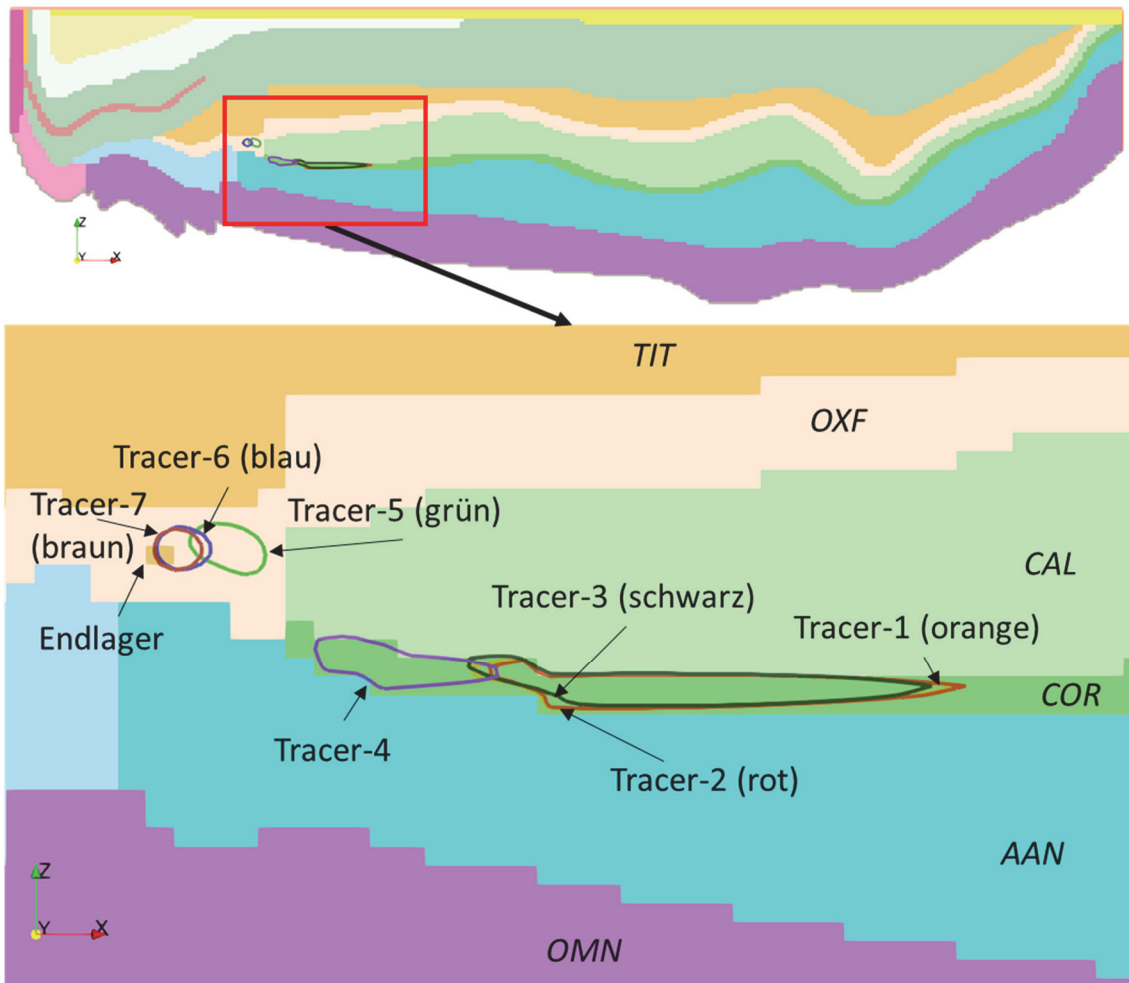 Z
Y X
TIT
OXF
Tracer-6 (blau)
Tracer-7
(braun)
Tracer-5 (grün)
CAL
Tracer-3 (schwarz)
Tracer-1 (orange)
Endlager
COR
Tracer-4
Tracer-2 (rot)
AAN
Z
Y X
OMN